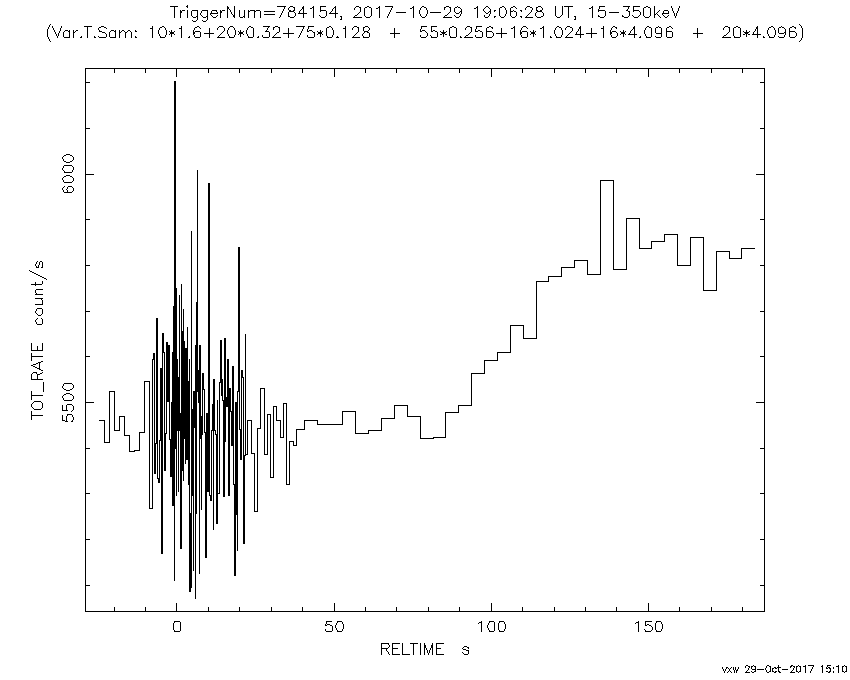 TriggerNum=784154, 2017-10-29 19:06:28 UT, 15-350keV
(Var.T.Sam: 10*1.6+20*0.32+75*0.128 + 55*0.256+16*1.024+16*4.096 + 20*4.096)
6000
5500
TOT_RATE count/s
0 50 100 150
RELTIME s
vxw 29-Oct-2017 15:10